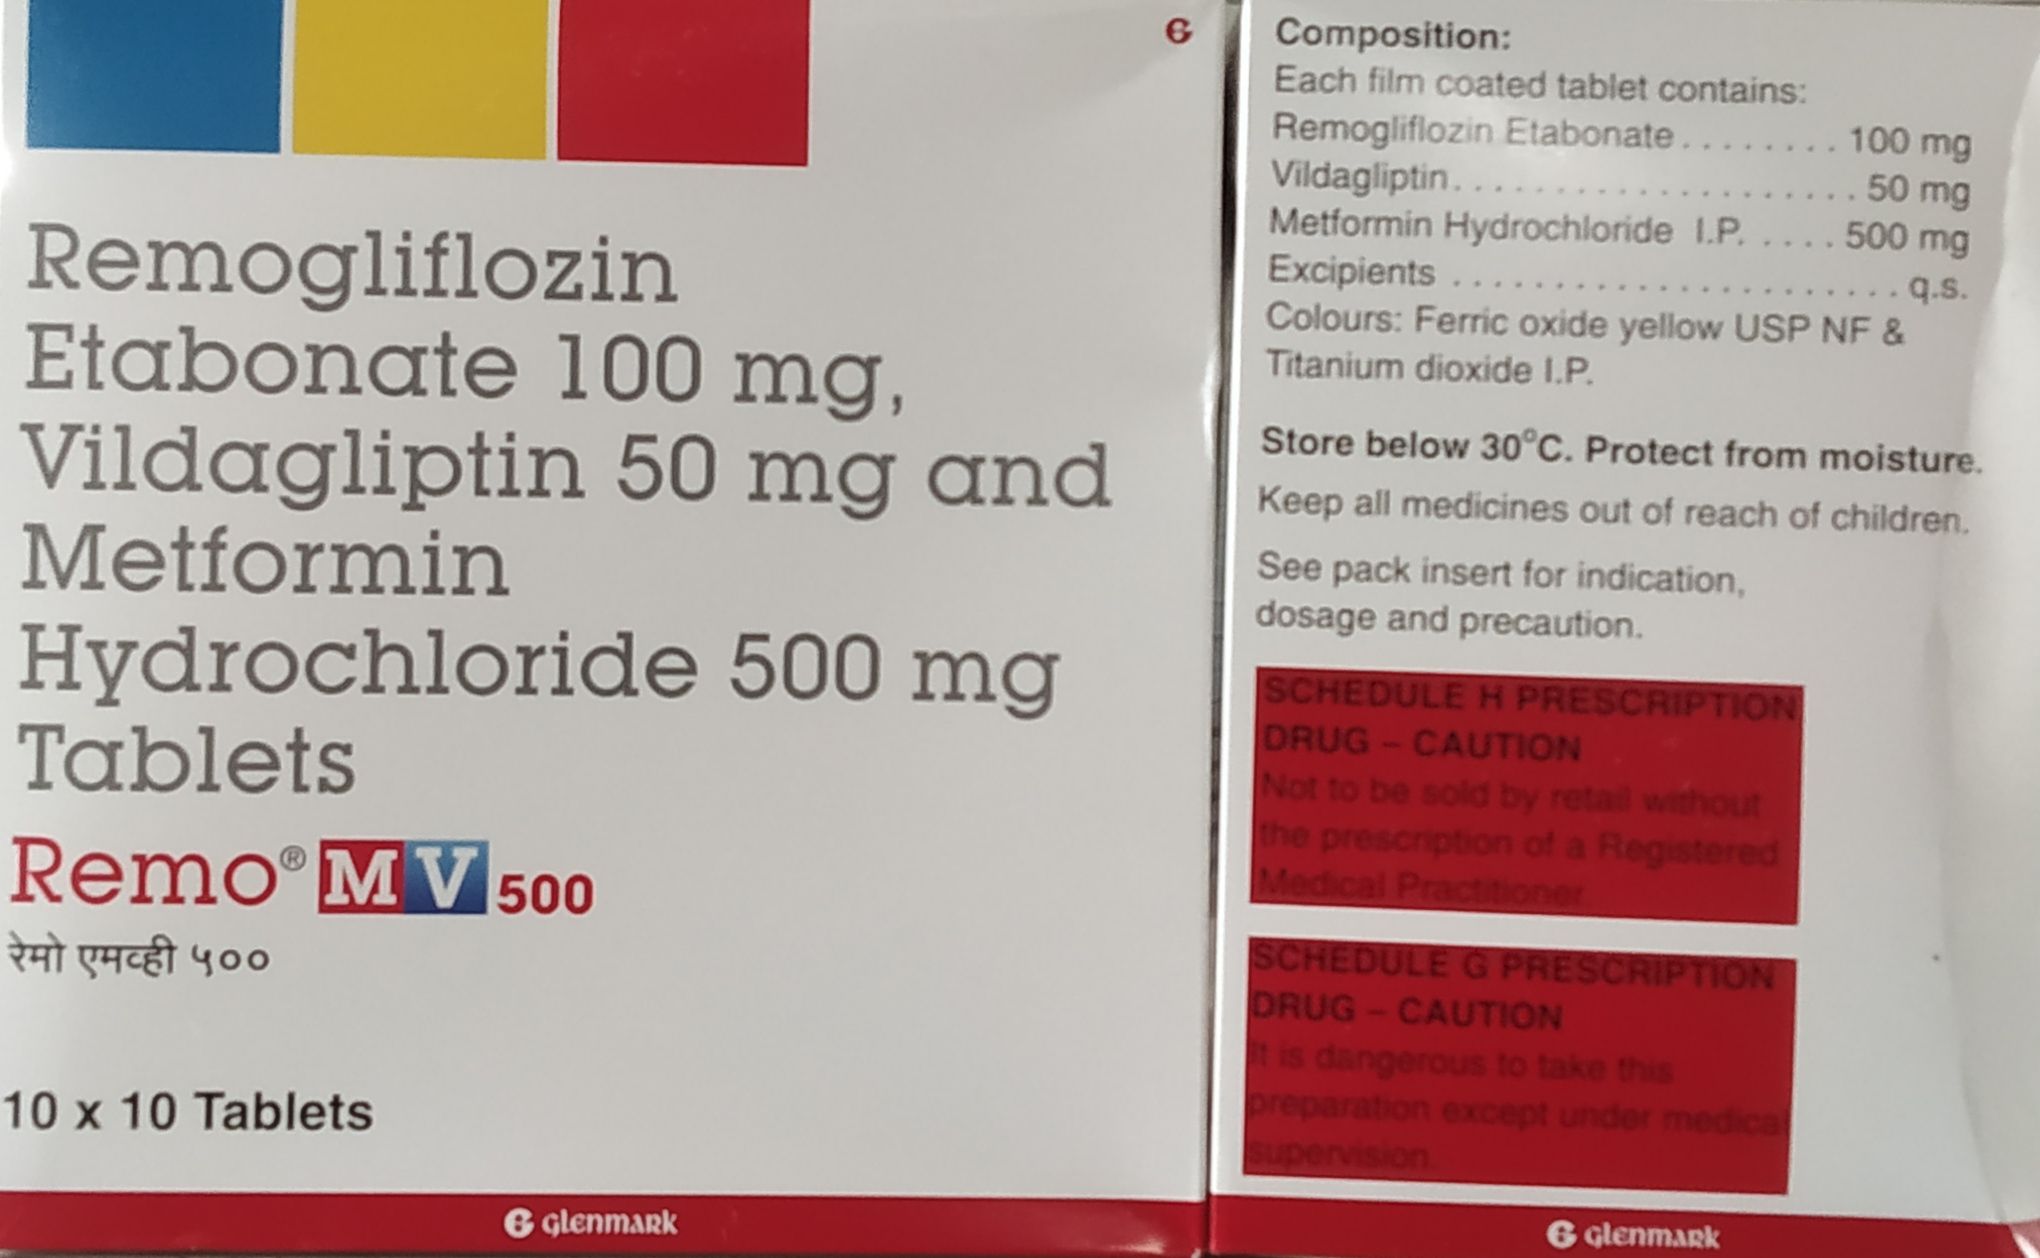 Remogliflozin
Etabonate 100 mg,
Vildagliptin 50 mg and
Metformin
Hydrochloride 500 mg
Tablets
Remo® MV 500
रेमो एमव्ही ५००
10 x 10 Tablets
glenmark
Composition:
Each film coated tablet contains:
Remogliflozin Etabonate........ 100 mg
Vildagliptin.................... 50 mg
Metformin Hydrochloride I.P. .... 500 mg
Excipients ....................... q.s.
Colours: Ferric oxide yellow USP NF &
Titanium dioxide I.P.
Store below 30°C. Protect from moisture.
Keep all medicines out of reach of children.
See pack insert for indication,
dosage and precaution.
SCHEDULE H PRESCRIPTION
DRUG – CAUTION
Not to be sold by retail without
the prescription of a Registered
Medical Practitioner.
SCHEDULE G PRESCRIPTION
DRUG – CAUTION
It is dangerous to take this
preparation except under medical
supervision.
glenmark